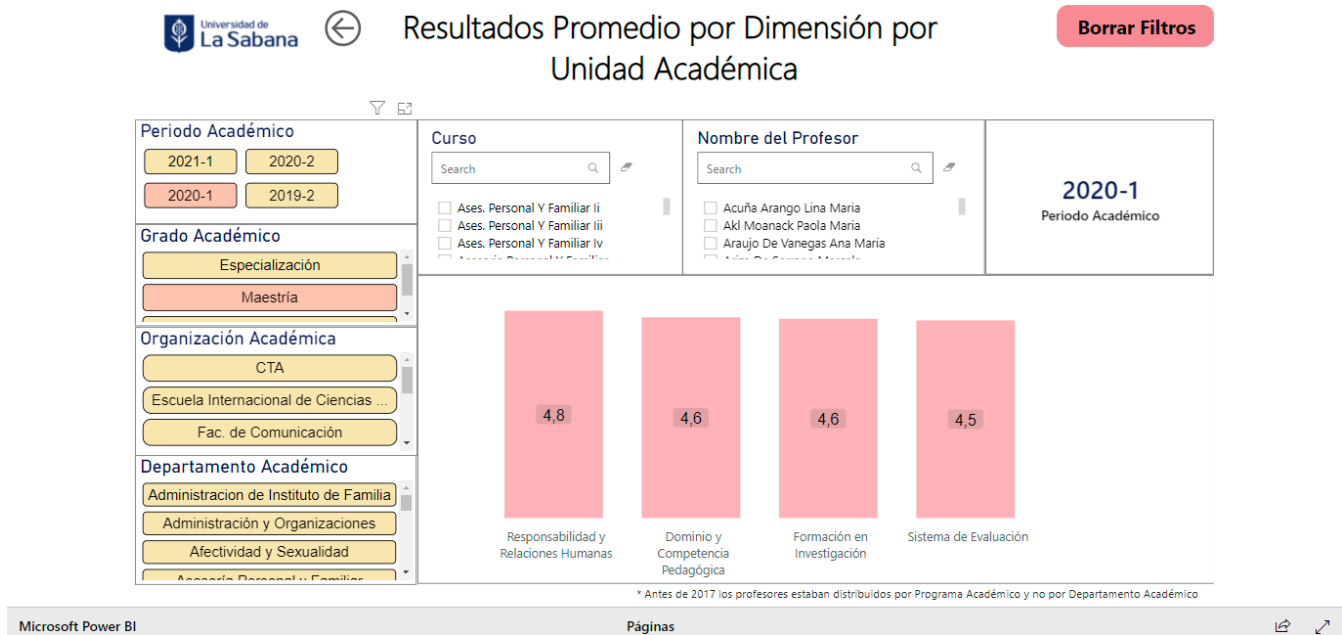 Universidad de
La Sabana
Resultados Promedio por Dimensión por
Unidad Académica
Borrar Filtros
Periodo Académico
2021-1
2020-2
2020-1
2019-2
Grado Académico
Especialización
Maestría
Organización Académica
CTA
Escuela Internacional de Ciencias ...
Fac. de Comunicación
Departamento Académico
Administracion de Instituto de Familia
Administración y Organizaciones
Afectividad y Sexualidad
Asesoría Personal y Familiar
Curso
Search
Ases. Personal Y Familiar Ii
Ases. Personal Y Familiar Iii
Ases. Personal Y Familiar Iv
Nombre del Profesor
Search
Acuña Arango Lina Maria
Akl Moanack Paola Maria
Araujo De Vanegas Ana Maria
2020-1
Periodo Académico
4,8
4,6
4,6
4,5
Responsabilidad y
Relaciones Humanas
Dominio y
Competencia
Pedagógica
Formación en
Investigación
Sistema de Evaluación
* Antes de 2017 los profesores estaban distribuidos por Programa Académico y no por Departamento Académico
Microsoft Power BI
Páginas